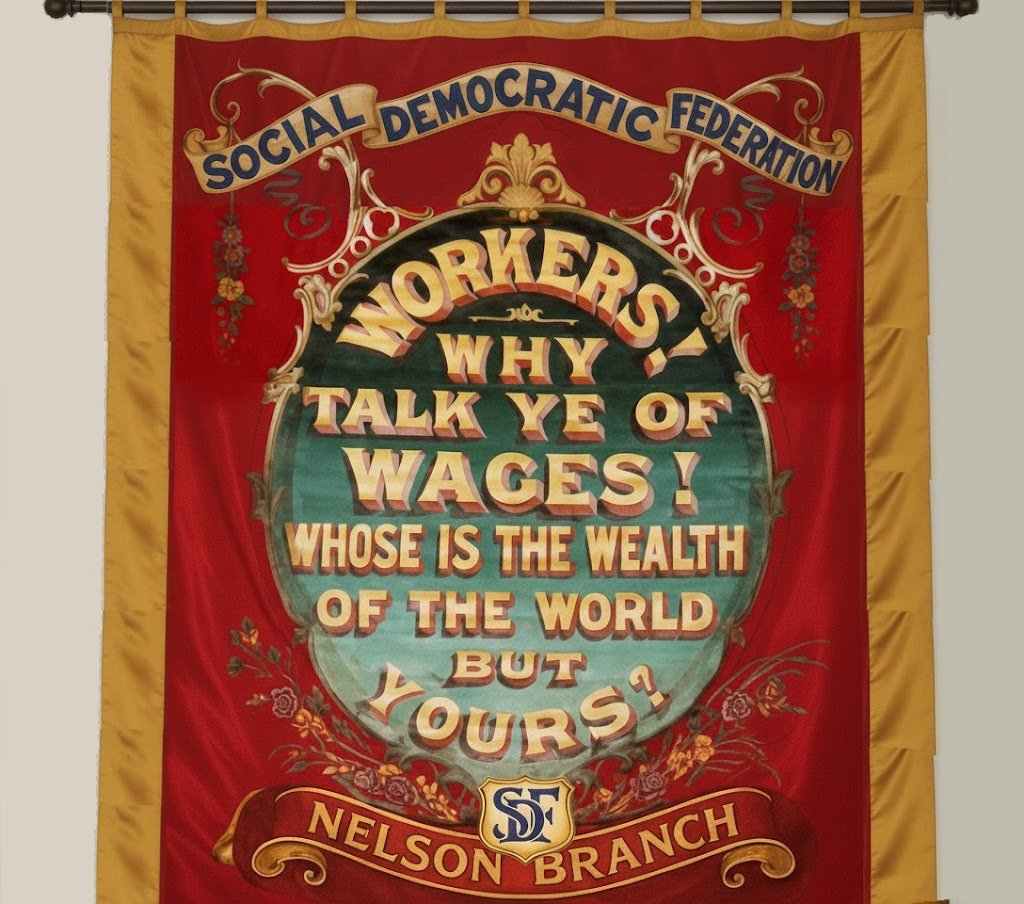 SOCIAL DEMOCRATIC FEDERATION
WORKERS!
WHY
TALK YE OF
WAGES!
WHOSE IS THE WEALTH
OF THE WORLD
BUT
YOURS?
SDF
NELSON BRANCH